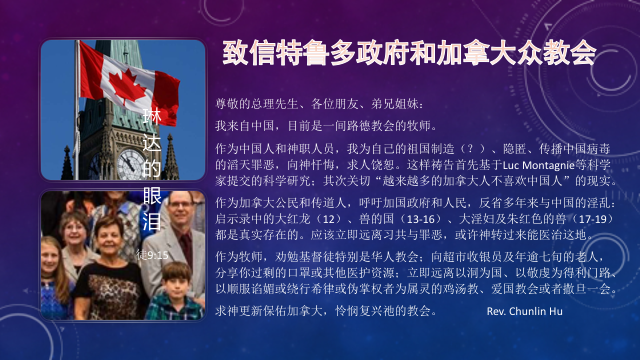 致信特鲁多政府和加拿大众教会
琳达的眼泪
徒9:15
尊敬的总理先生、各位朋友、弟兄姐妹：
我来自中国，目前是一间路德教会的牧师。
作为中国人和神职人员，我为自己的祖国制造（？）、隐匿、传播中国病毒
的滔天罪恶，向神忏悔，求人饶恕。这样祷告首先基于Luc Montagnie等科学
家提交的科学研究；其次关切“越来越多的加拿大人不喜欢中国人”的现实。
作为加拿大公民和传道人，呼吁加国政府和人民，反省多年来与中国的淫乱：
启示录中的大红龙（12）、兽的国（13-16）、大淫妇及朱红色的兽（17-19）
都是真实存在的。应该立即远离习共与罪恶，或许神转过来能医治这地。
作为牧师，劝勉基督徒特别是华人教会：向超市收银员及年逾七旬的老人，
分享你过剩的口罩或其他医护资源；立即远离以洞为国、以敬虔为得利门路、
以顺服谄媚或绕行希律或伪掌权者为属灵的鸡汤教、爱国教会或者撒旦一会。
求神更新保佑加拿大，怜悯复兴祂的教会。 Rev. Chunlin Hu